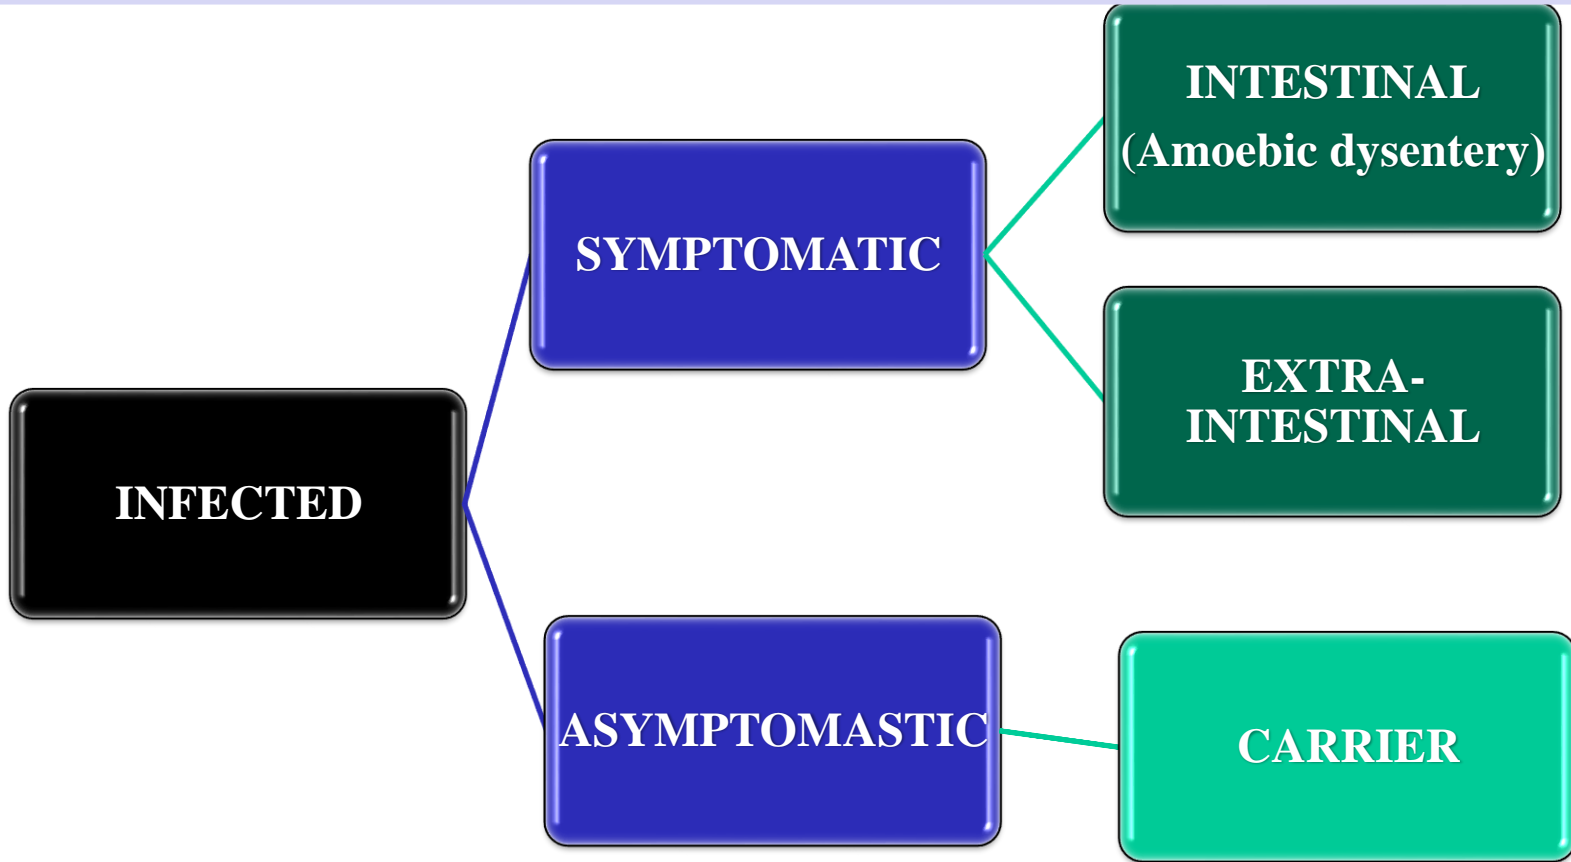 INTESTINAL
(Amoebic dysentery)
SYMPTOMATIC
EXTRA-
INTESTINAL
INFECTED
ASYMPTOMASTIC
CARRIER